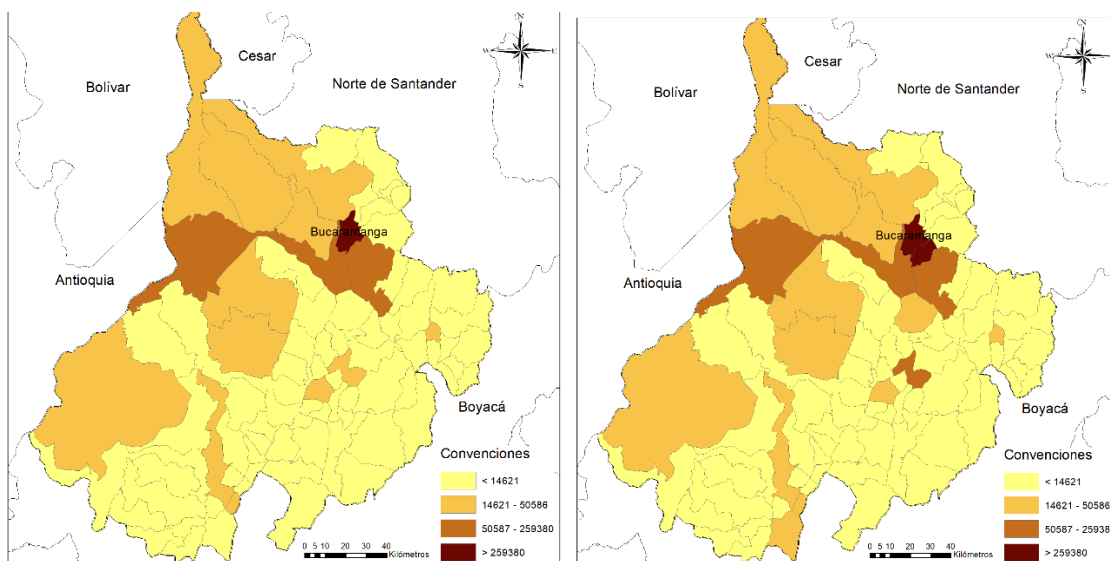 N
W E
S
Cesar
Bolívar
Norte de Santander
Bucaramanga
Antioquia
Boyacá
Convenciones
< 14621
14621 - 50586
50587 - 259380
> 259380
0 5 10 20 30 40
Kilómetros
N
W E
S
Cesar
Bolívar
Norte de Santander
Bucaramanga
Antioquia
Boyacá
Convenciones
< 14621
14621 - 50586
50587 - 25938
> 259380
0 5 10 20 30 40
Kilómetros